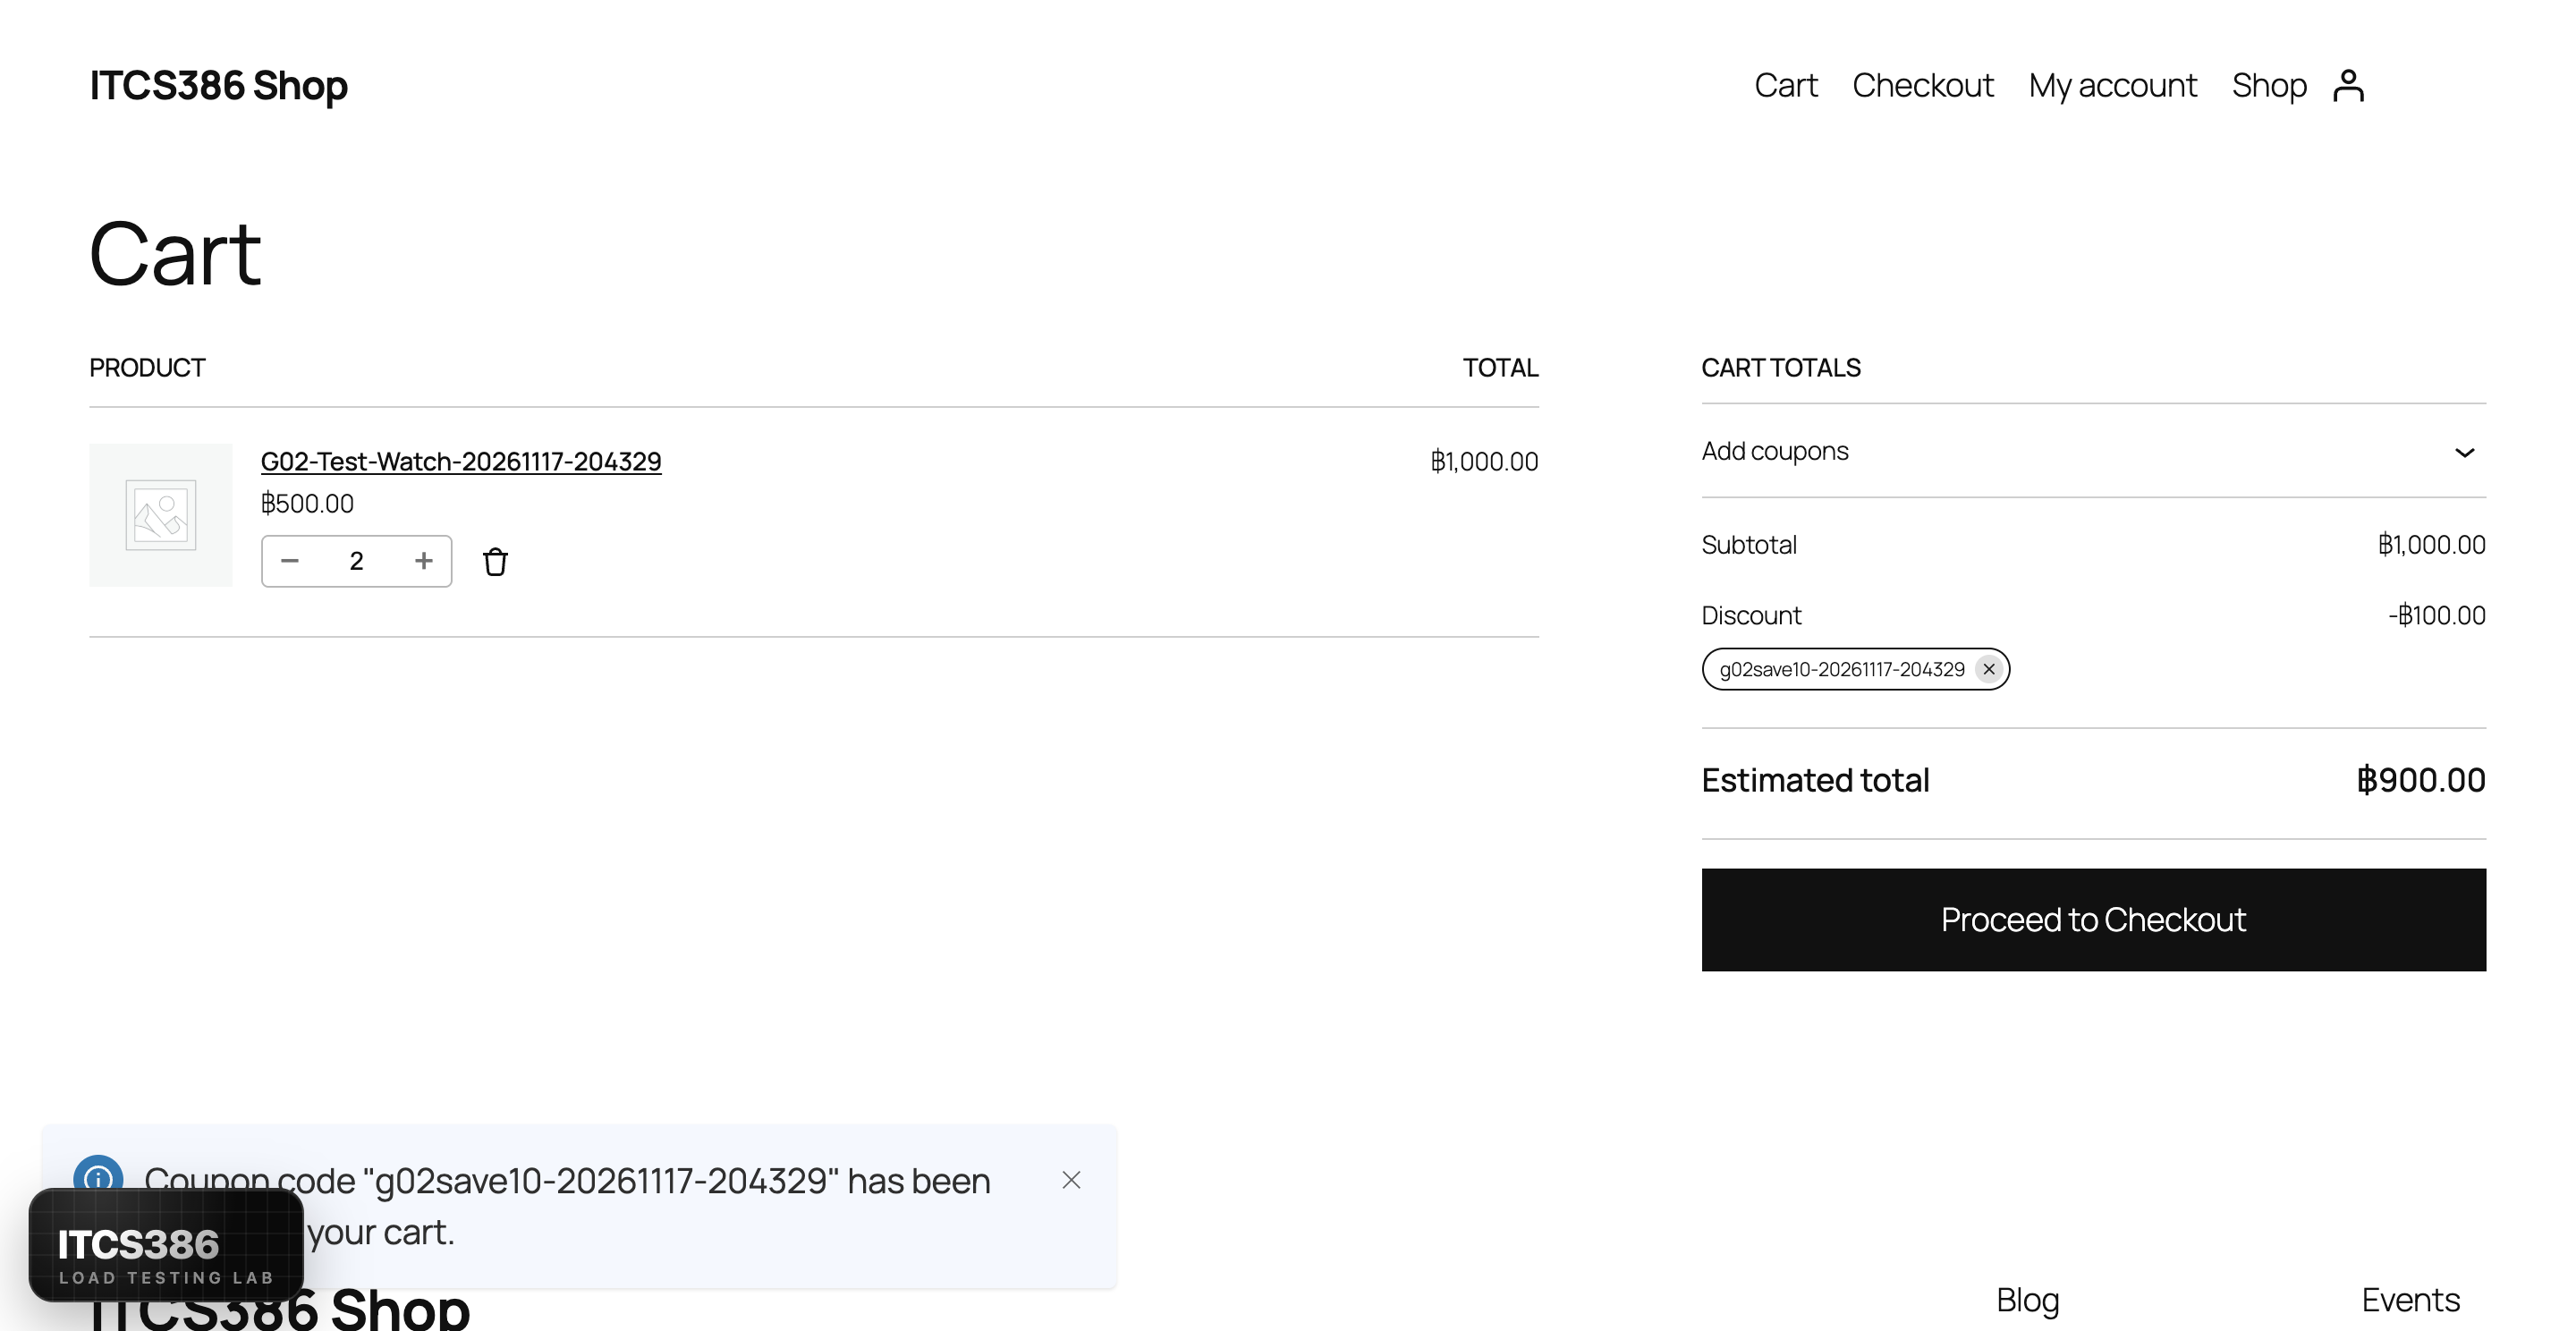 ITCS386 Shop
Cart Checkout My account Shop
Cart
PRODUCT TOTAL
G02-Test-Watch-20261117-204329 ฿1,000.00
฿500.00
2
CART TOTALS
Add coupons
Subtotal ฿1,000.00
Discount -฿100.00
g02save10-20261117-204329
Estimated total ฿900.00
Proceed to Checkout
Coupon code "g02save10-20261117-204329" has been
your cart.
ITCS386
LOAD TESTING LAB
ITCS386 Shop
Blog Events